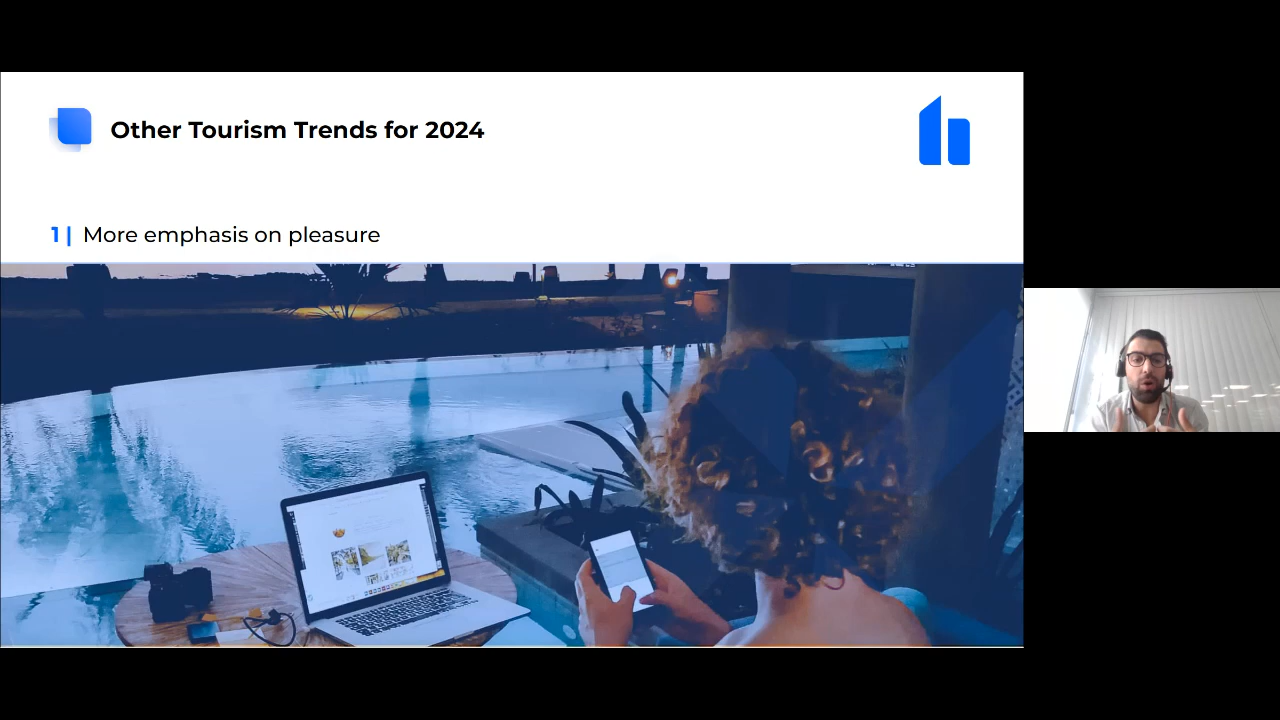 Other Tourism Trends for 2024
1 | More emphasis on pleasure